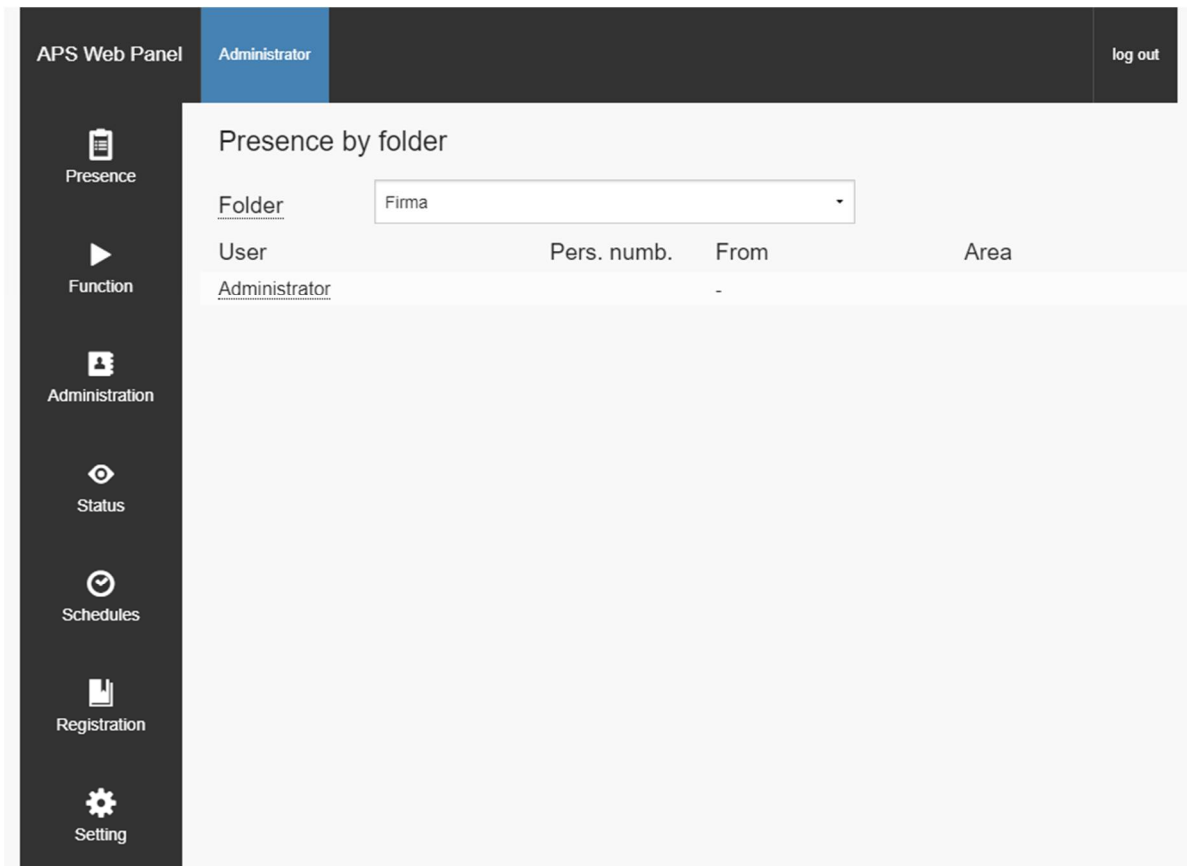 APS Web Panel Administrator log out
Presence
Function
Administration
Status
Schedules
Registration
Setting
Presence by folder
Folder Firma
User Pers. numb. From Area
Administrator -